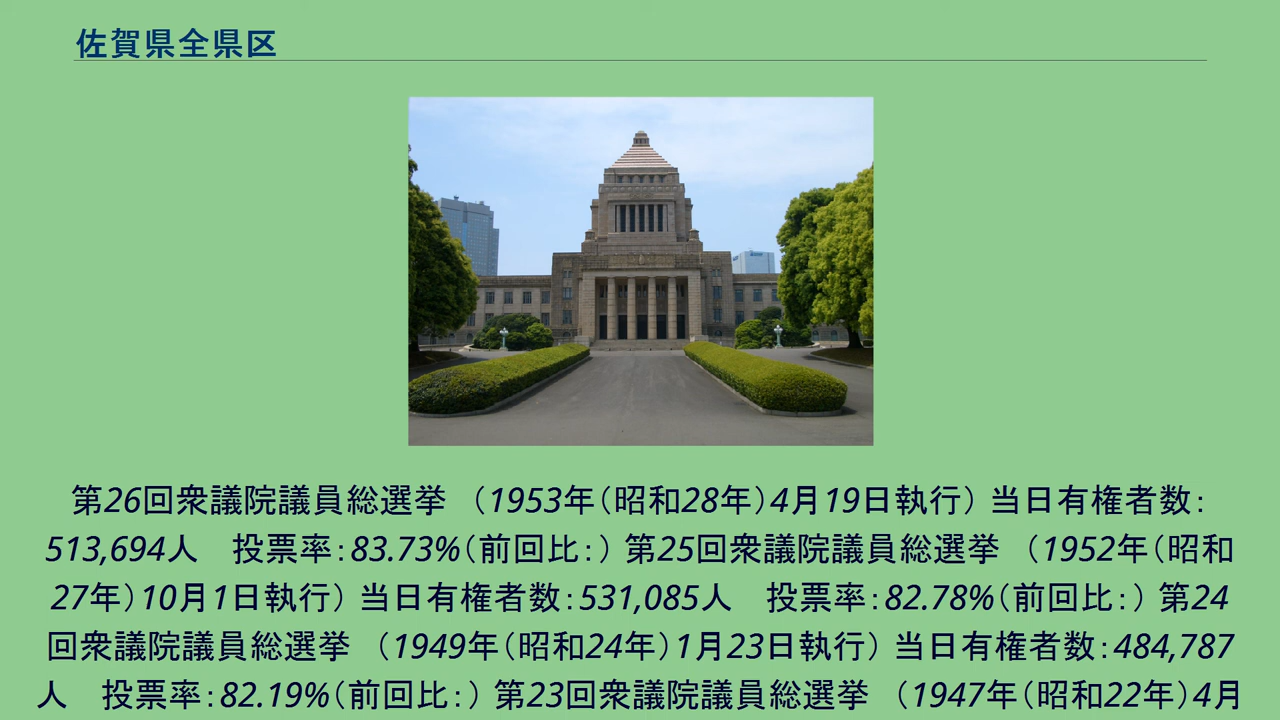 佐賀県全県区
第26回衆議院議員総選挙　（1953年（昭和28年）4月19日執行） 当日有権者数：
513,694人　投票率：83.73%（前回比：） 第25回衆議院議員総選挙　（1952年（昭和
27年）10月1日執行） 当日有権者数：531,085人　投票率：82.78%（前回比：） 第24
回衆議院議員総選挙　（1949年（昭和24年）1月23日執行） 当日有権者数：484,787
人　投票率：82.19%（前回比：） 第23回衆議院議員総選挙　（1947年（昭和22年）4月